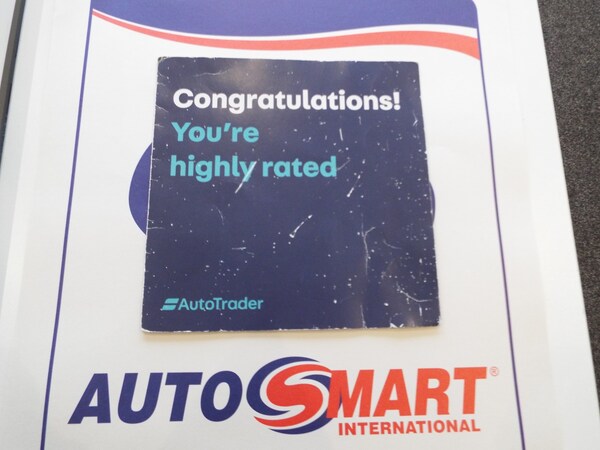 Congratulations!
You're
highly rated
AutoTrader
AUTOSMART®
INTERNATIONAL